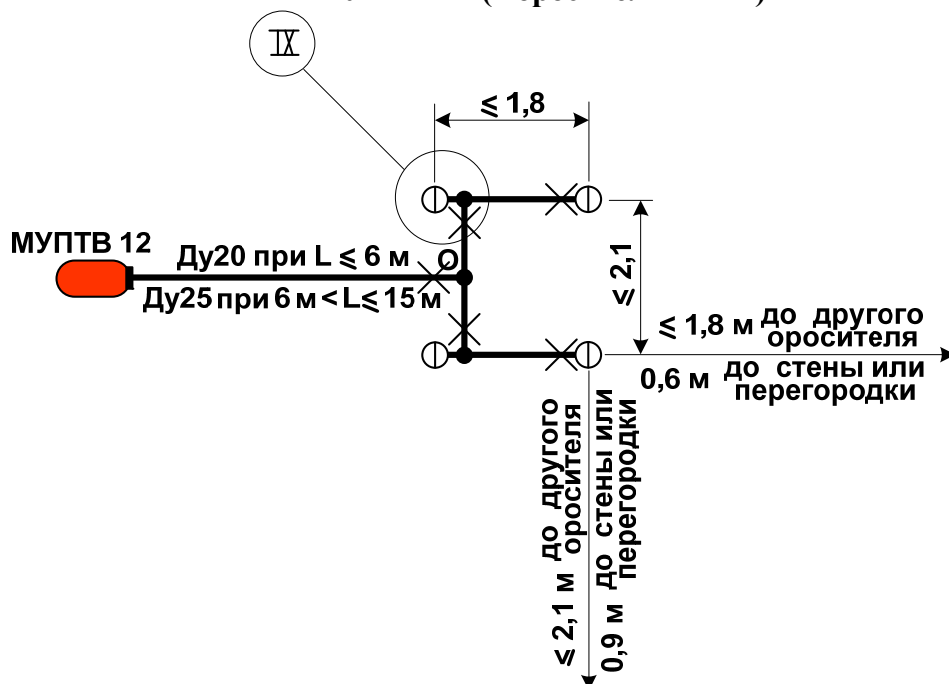 IX
≤ 1,8
МУПТВ 12
Ду20 при L ≤ 6 м
О
Ду25 при 6 м < L ≤ 15 м
≤ 2,1
≤ 1,8 м до другого
оросителя
0,6 м до стены или
перегородки
≤ 2,1 м до другого
оросителя
0,9 м до стены или
перегородки